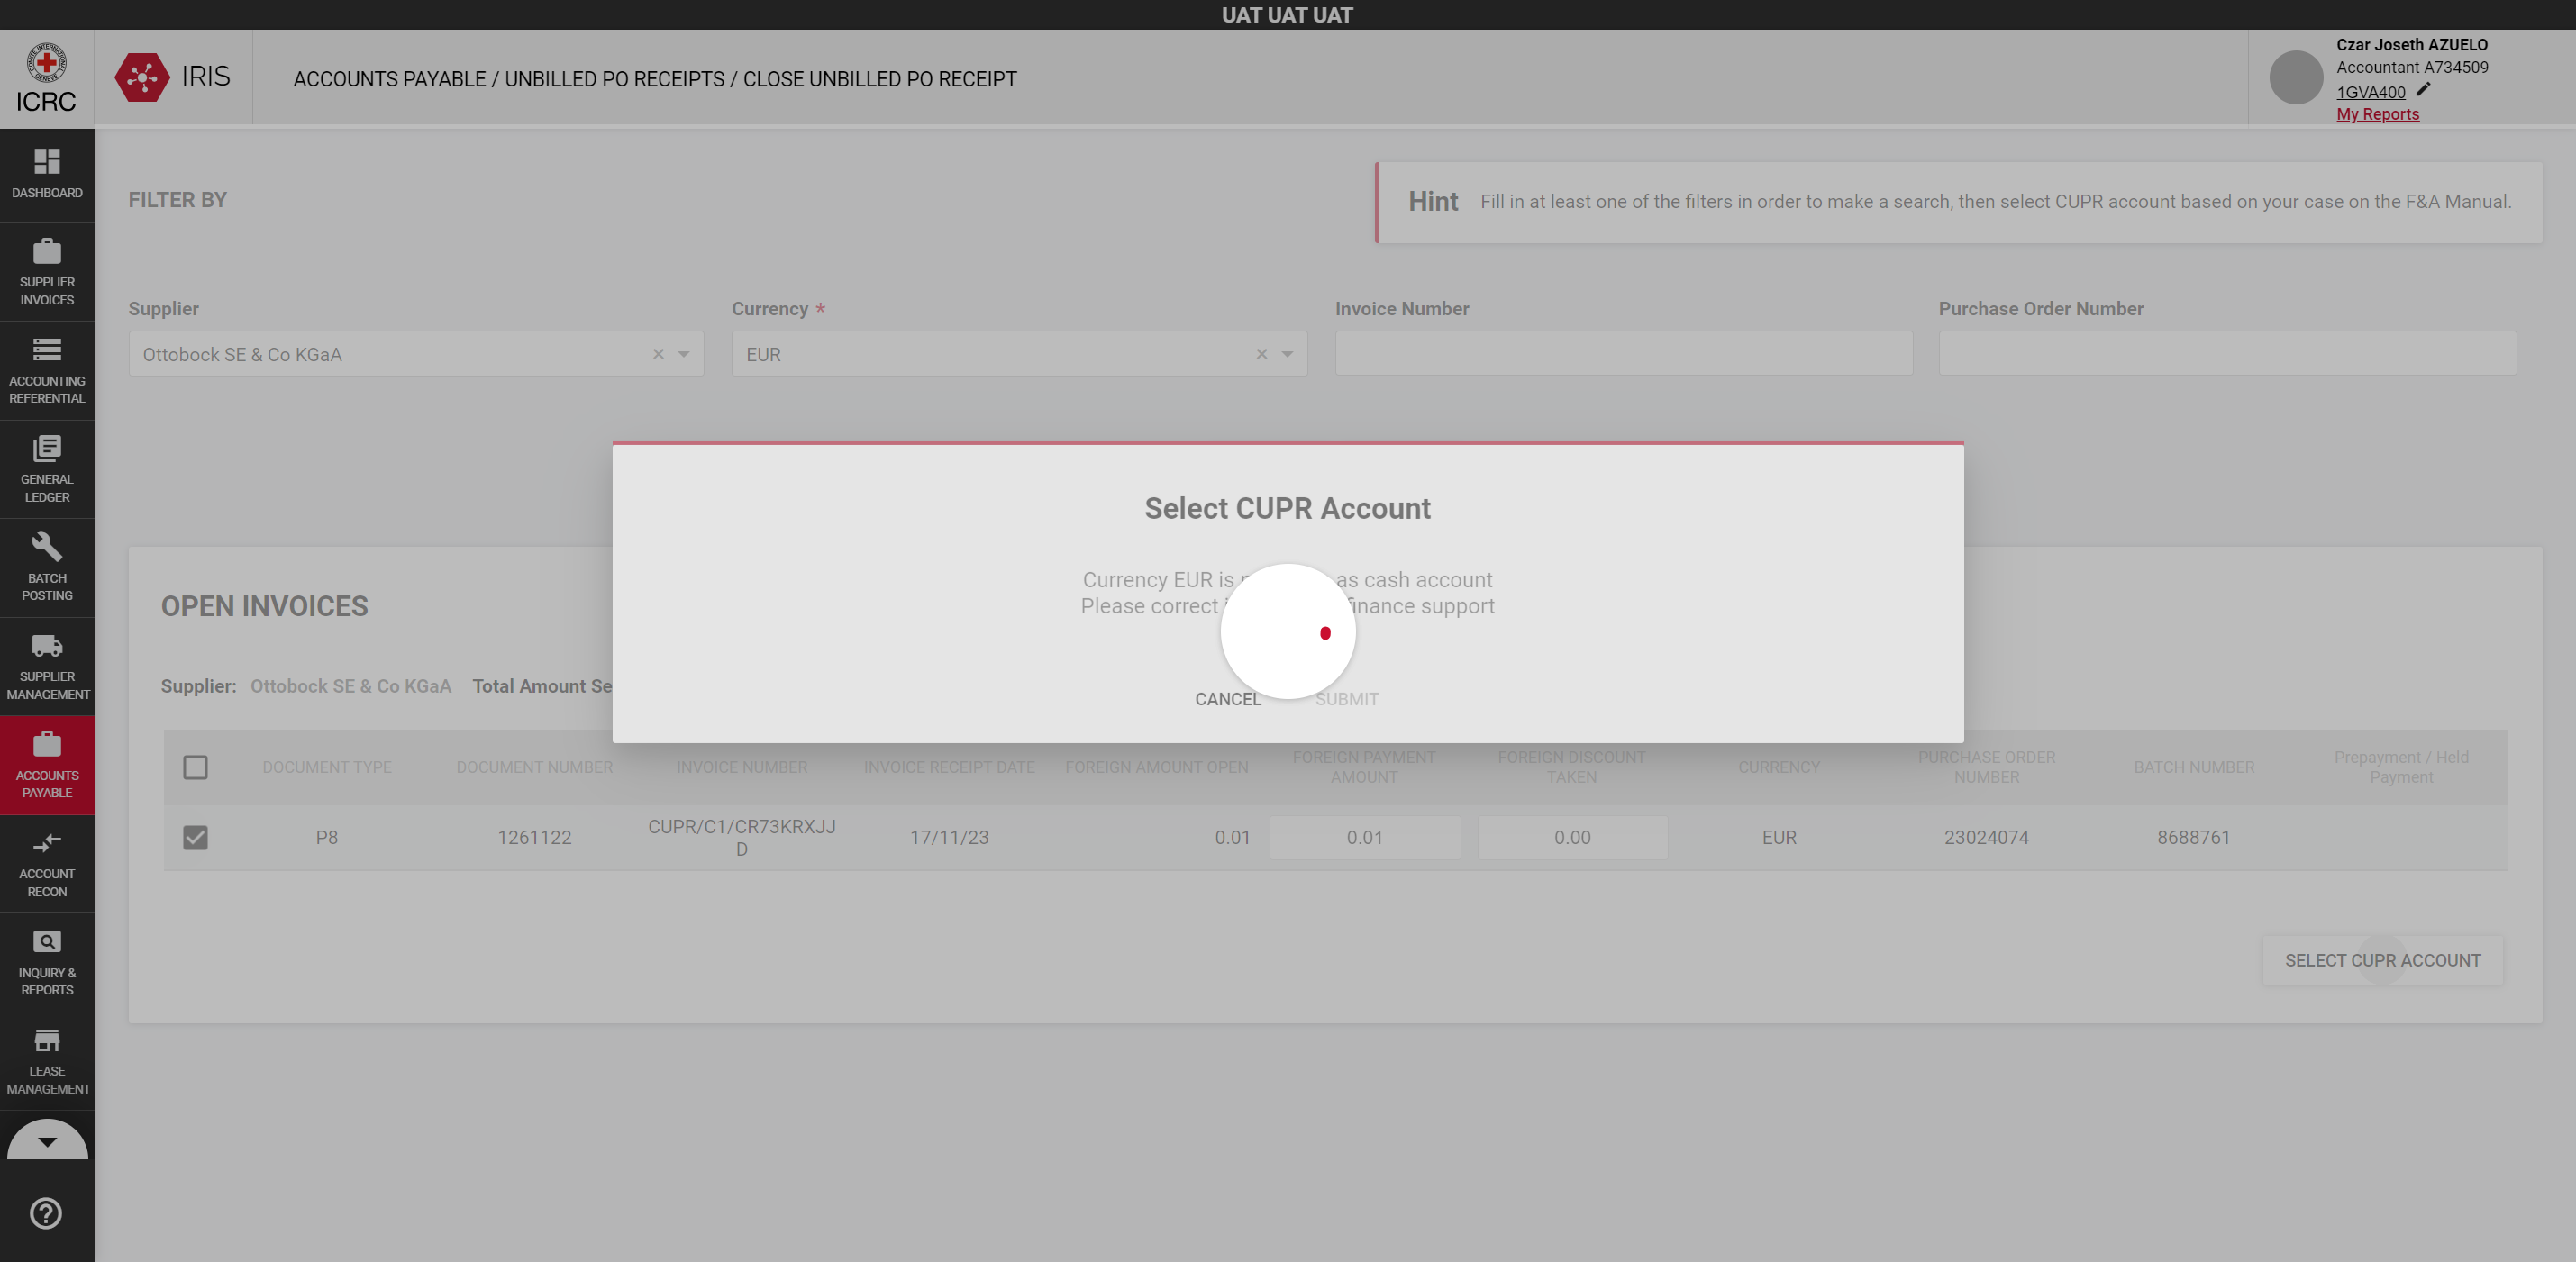 UAT UAT UAT
ICRC
IRIS
ACCOUNTS PAYABLE / UNBILLED PO RECEIPTS / CLOSE UNBILLED PO RECEIPT
Czar Joseth AZUELO
Accountant A734509
1GVA400
My Reports
DASHBOARD
SUPPLIER
INVOICES
ACCOUNTING
REFERENTIAL
GENERAL
LEDGER
BATCH
POSTING
SUPPLIER
MANAGEMENT
ACCOUNTS
PAYABLE
ACCOUNT
RECON
INQUIRY &
REPORTS
LEASE
MANAGEMENT
FILTER BY
Hint Fill in at least one of the filters in order to make a search, then select CUPR account based on your case on the F&A Manual.
Supplier Currency * Invoice Number Purchase Order Number
Ottobock SE & Co KGaA EUR
Select CUPR Account
Currency EUR is as cash account
Please correct finance support
CANCEL SUBMIT
OPEN INVOICES
Supplier: Ottobock SE & Co KGaA Total Amount
DOCUMENT TYPE DOCUMENT NUMBER INVOICE NUMBER INVOICE RECEIPT DATE FOREIGN AMOUNT OPEN FOREIGN PAYMENT AMOUNT FOREIGN DISCOUNT TAKEN CURRENCY PURCHASE ORDER NUMBER BATCH NUMBER Prepayment / Held Payment
P8 1261122 CUPR/C1/CR73KRXJJ 17/11/23 0.01 0.01 0.00 EUR 23024074 8688761
D
SELECT CUPR ACCOUNT